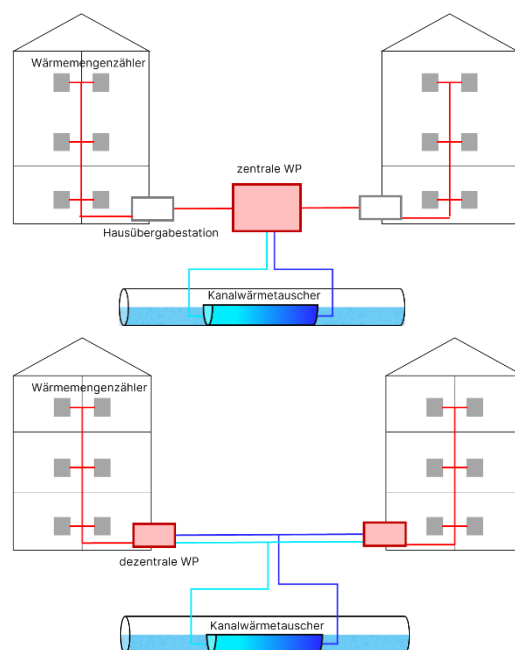 Wärmemengenzähler
zentrale WP
Hausübergabestation
Kanalwärmetauscher
Wärmemengenzähler
dezentrale WP
Kanalwärmetauscher